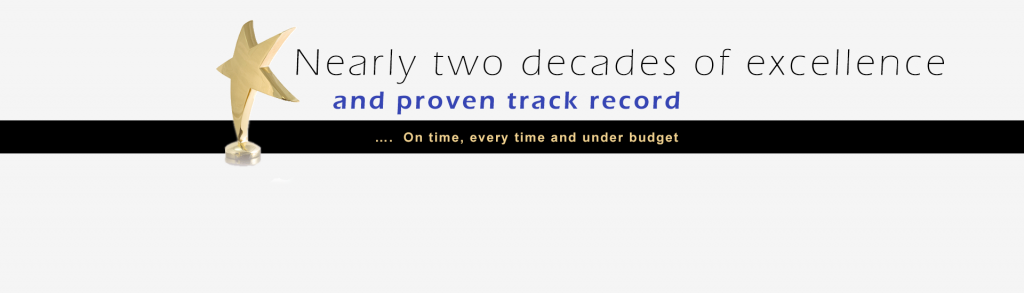 Nearly two decades of excellence
and proven track record
.... On time, every time and under budget